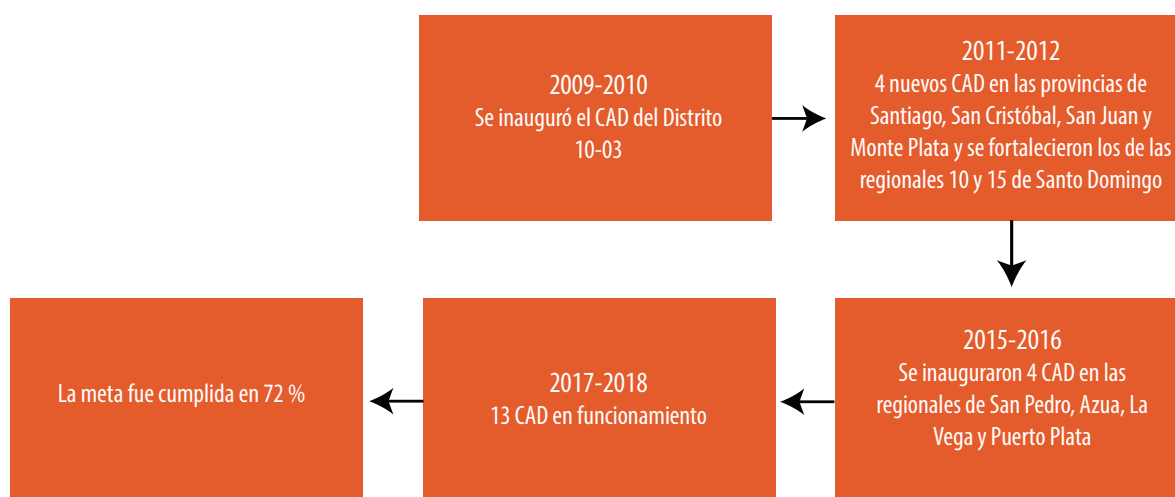 2009-2010
Se inauguró el CAD del Distrito
10-03
2011-2012
4 nuevos CAD en las provincias de
Santiago, San Cristóbal, San Juan y
Monte Plata y se fortalecieron los de las
regionales 10 y 15 de Santo Domingo
2015-2016
Se inauguraron 4 CAD en las
regionales de San Pedro, Azua, La
Vega y Puerto Plata
2017-2018
13 CAD en funcionamiento
La meta fue cumplida en 72 %